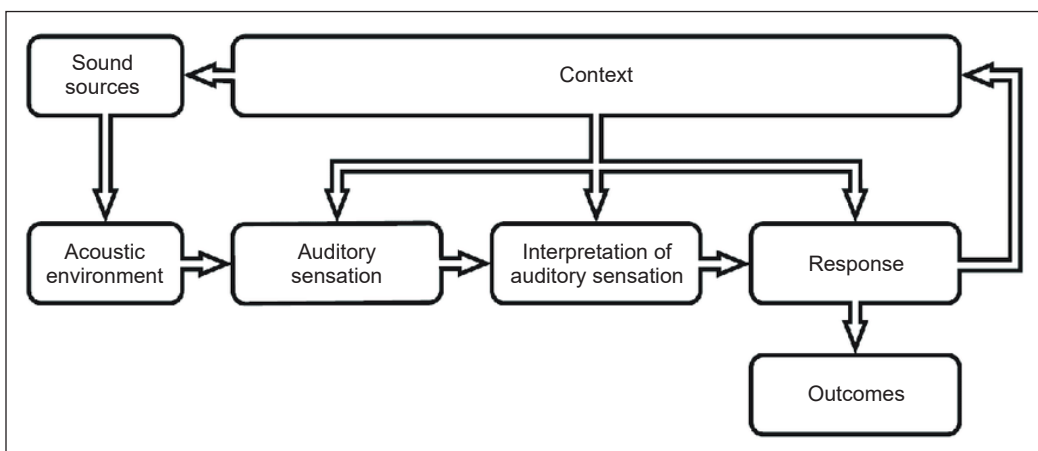 Sound
sources
Context
Acoustic
environment
Auditory
sensation
Interpretation of
auditory sensation
Response
Outcomes